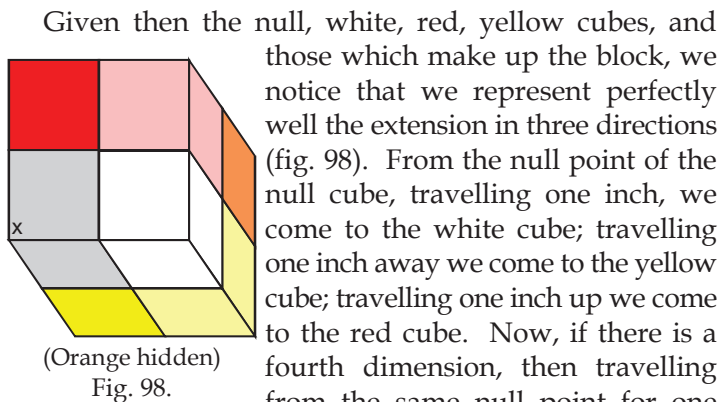 Given then the null, white, red, yellow cubes, and
those which make up the block, we
notice that we represent perfectly
well the extension in three directions
(fig. 98). From the null point of the
null cube, travelling one inch, we
come to the white cube; travelling
one inch away we come to the yellow
cube; travelling one inch up we come
to the red cube. Now, if there is a
fourth dimension, then travelling
from the same null point for one
x
(Orange hidden)
Fig. 98.